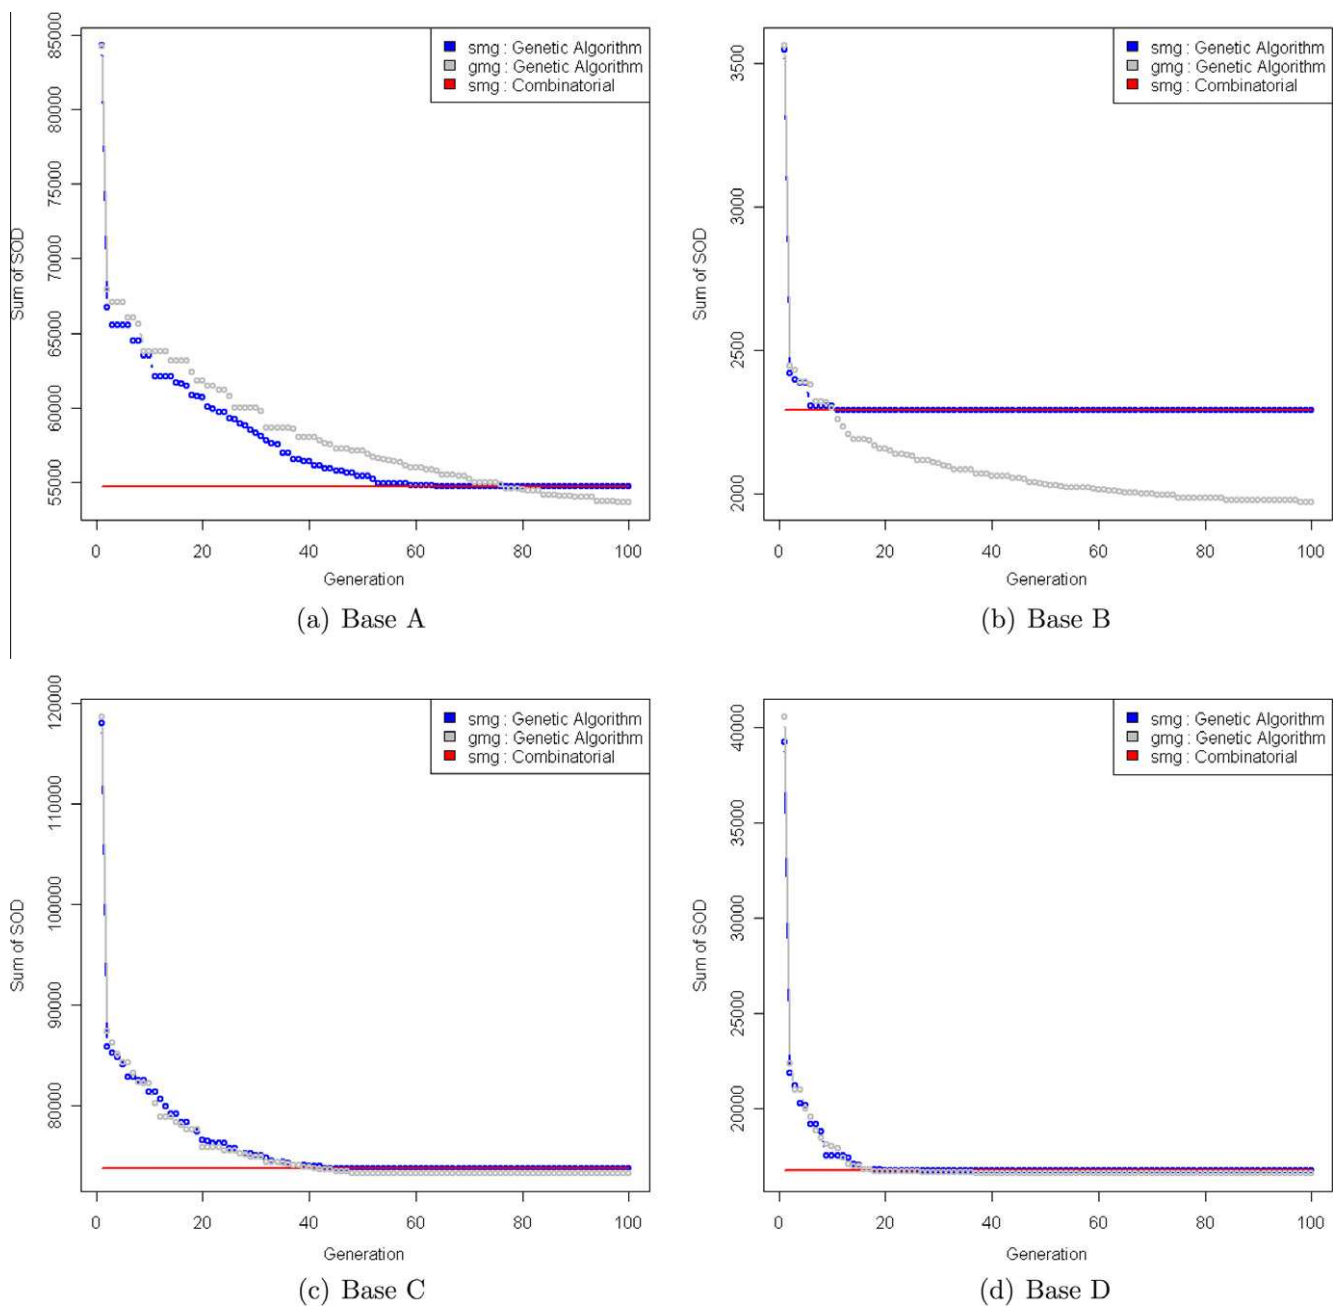 smg : Genetic Algorithm
gmg : Genetic Algorithm
smg : Combinatorial
Sum of SOD
85000
80000
75000
70000
65000
60000
55000
0 20 40 60 80 100
Generation
(a) Base A
smg : Genetic Algorithm
gmg : Genetic Algorithm
smg : Combinatorial
Sum of SOD
3500
3000
2500
2000
0 20 40 60 80 100
Generation
(b) Base B
smg : Genetic Algorithm
gmg : Genetic Algorithm
smg : Combinatorial
Sum of SOD
120000
110000
100000
90000
80000
0 20 40 60 80 100
Generation
(c) Base C
smg : Genetic Algorithm
gmg : Genetic Algorithm
smg : Combinatorial
Sum of SOD
40000
35000
30000
25000
20000
0 20 40 60 80 100
Generation
(d) Base D